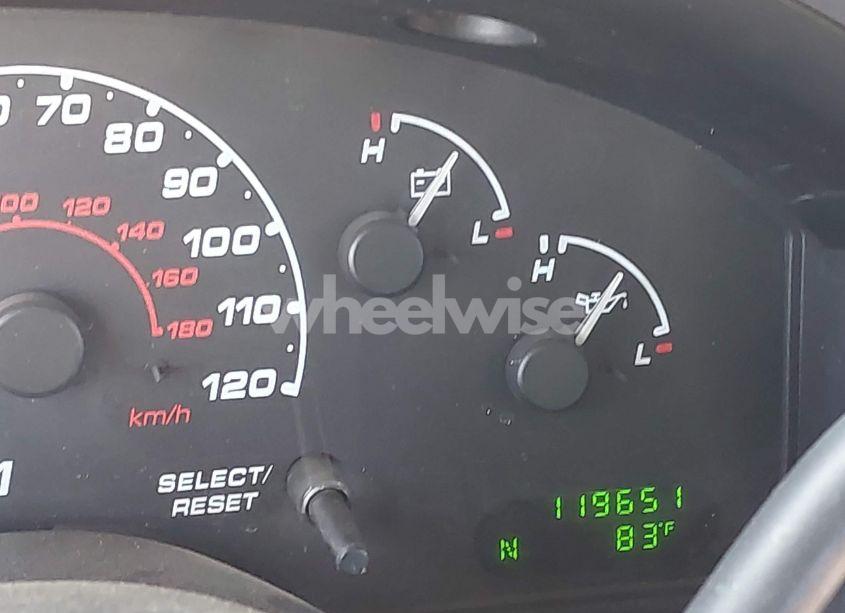 70
80
90
100
110
120
100
120
140
160
180
km/h
SELECT/
RESET
H
L
H
L
119651
N 83°F
wheelwise